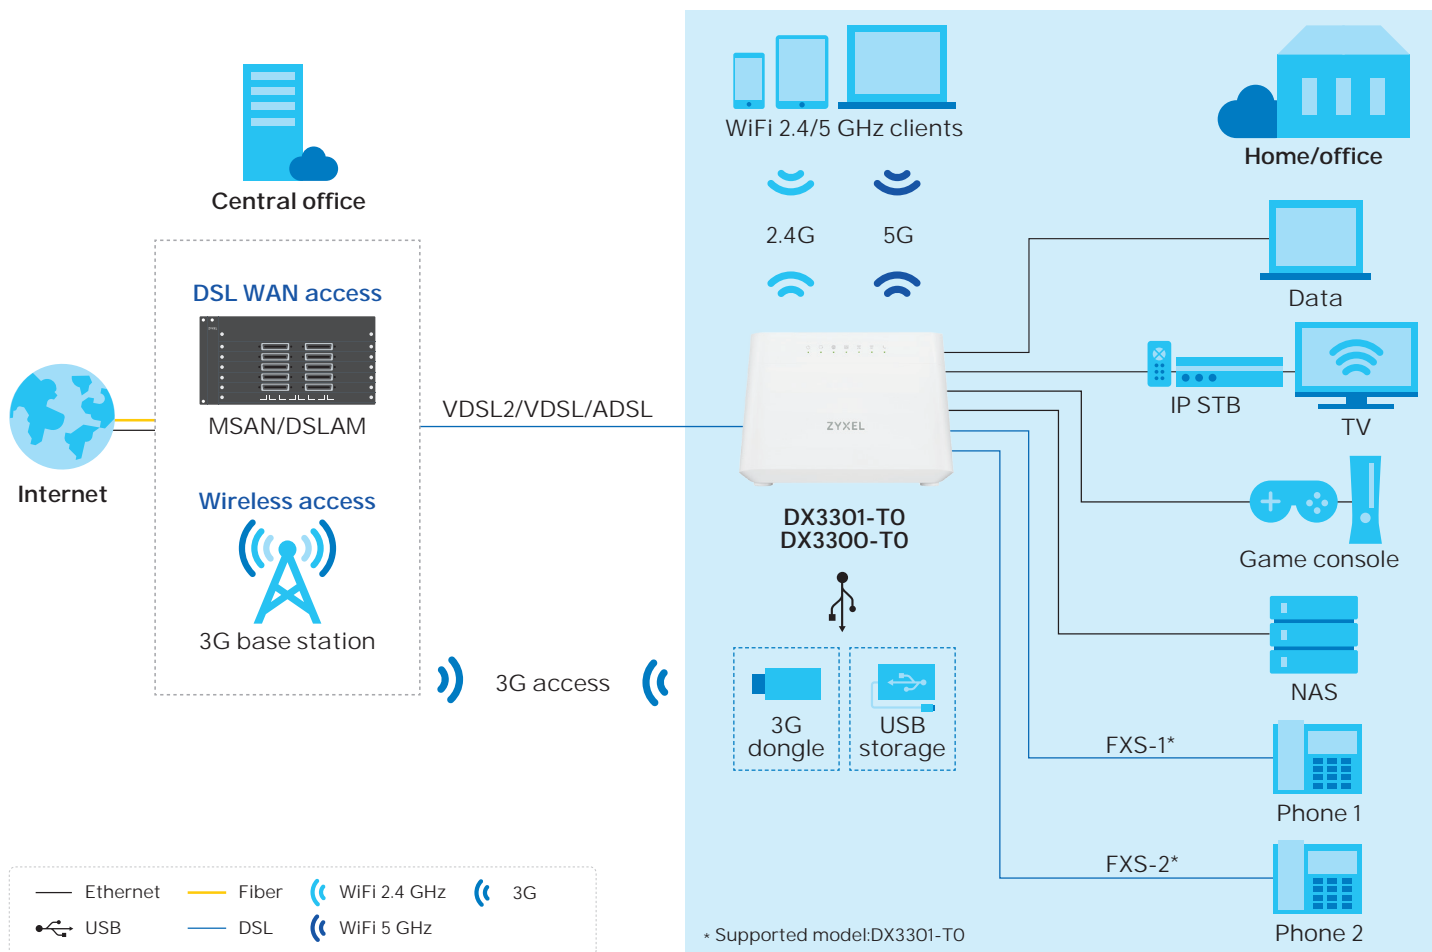 Central office
DSL WAN access
MSAN/DSLAM
Wireless access
3G base station
Internet
VDSL2/VDSL/ADSL
3G access
WiFi 2.4/5 GHz clients
2.4G
5G
ZYXEL
DX3301-T0
DX3300-T0
3G
dongle
USB
storage
Home/office
Data
IP STB
TV
Game console
NAS
FXS-1*
Phone 1
FXS-2*
Phone 2
Ethernet
Fiber
WiFi 2.4 GHz
3G
USB
DSL
WiFi 5 GHz
* Supported model:DX3301-T0